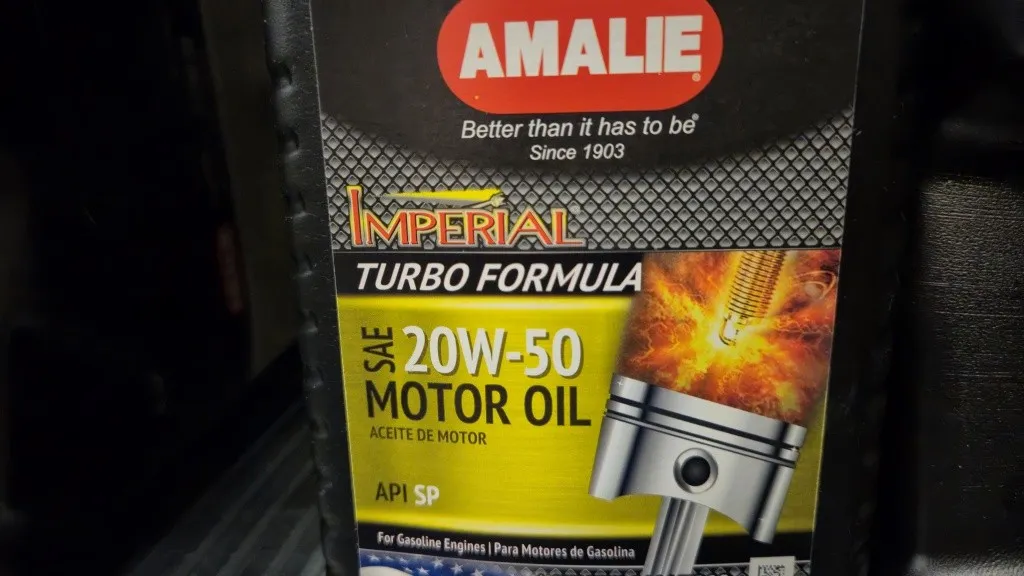 AMALIE®
Better than it has to be®
Since 1903
IMPERIAL
TURBO FORMULA
SAE 20W-50
MOTOR OIL
ACEITE DE MOTOR
API SP
For Gasoline Engines | Para Motores de Gasolina